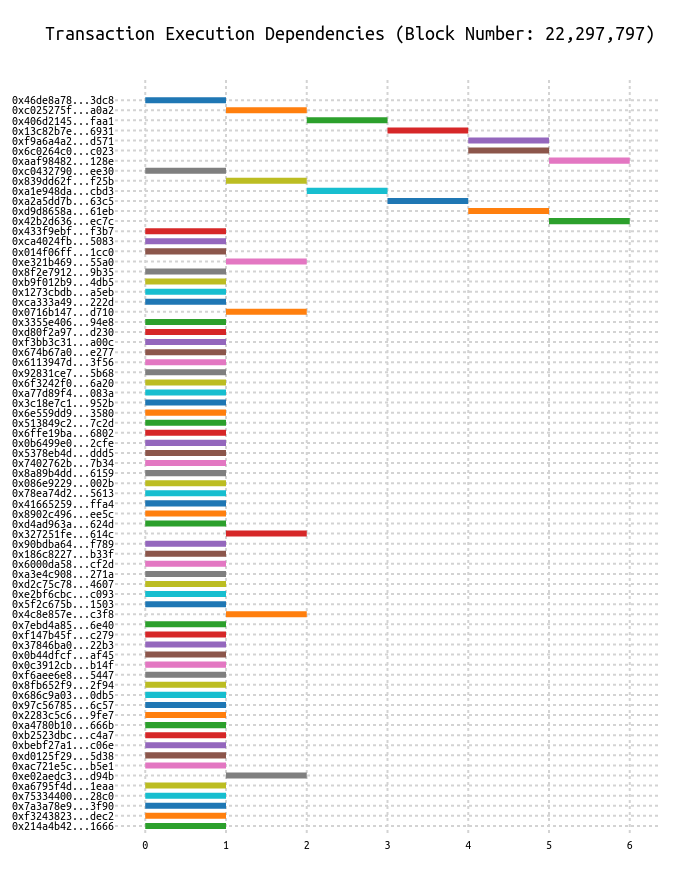 Transaction Execution Dependencies (Block Number: 22,297,797)
0x46de8a78...3dc8
0xc025275f...a0a2
0x406d2145...faa1
0x13c82b7e...6931
0xf9a6a4a2...d571
0x6c0264c0...c023
0xaaf98482...128e
0xc0432790...ee30
0x839dd62f...f25b
0xa1e948da...cbd3
0xa2a5dd7b...63c5
0xd9d8658a...61eb
0x42b2d636...ec7c
0x433f9ebf...f3b7
0xca4024fb...5083
0x014f06ff...1cc0
0xe321b469...55a0
0x8f2e7912...9b35
0xb9f012b9...4db5
0x1273cbdb...a5eb
0xca333a49...222d
0x0716b147...d710
0x3355e406...94e8
0xd80f2a97...d230
0xf3bb3c31...a00c
0x674b67a0...e277
0x6113947d...3f56
0x92831ce7...5b68
0x6f3242f0...6a20
0xa77d89f4...083a
0x3c18e7c1...952b
0x6e559dd9...3580
0x513849c2...7c2d
0x6ffe19ba...6802
0x0b6499e0...2cfe
0x5378eb4d...ddd5
0x7402762b...7b34
0x8a89b4dd...6159
0x086e9229...002b
0x78ea74d2...5613
0x41665259...ffa4
0x8902c496...ee5c
0xd4ad963a...624d
0x327251fe...614c
0x90bdba64...f789
0x186c8227...b33f
0x6000da58...cf2d
0xa3e4c908...271a
0xd2c75c78...4607
0xe2bf6cbc...c093
0x5f2c675b...1503
0x4c8e857e...c3f8
0x7ebd4a85...6e40
0xf147b45f...c279
0x37846ba0...22b3
0x0b44dfcf...af45
0x0c3912cb...b14f
0xf6aee6e8...5447
0x8fb652f9...2f94
0x686c9a03...0db5
0x97c56785...6c57
0x2283c5c6...9fe7
0xa4780b10...666b
0xb2523dbc...c4a7
0xbebf27a1...c06e
0xd0125f29...5d38
0xac721e5c...b5e1
0xe02aedc3...d94b
0xa6795f4d...1eaa
0x75334400...28c0
0x7a3a78e9...3f90
0xf3243823...dec2
0x214a4b42...1666
0 1 2 3 4 5 6